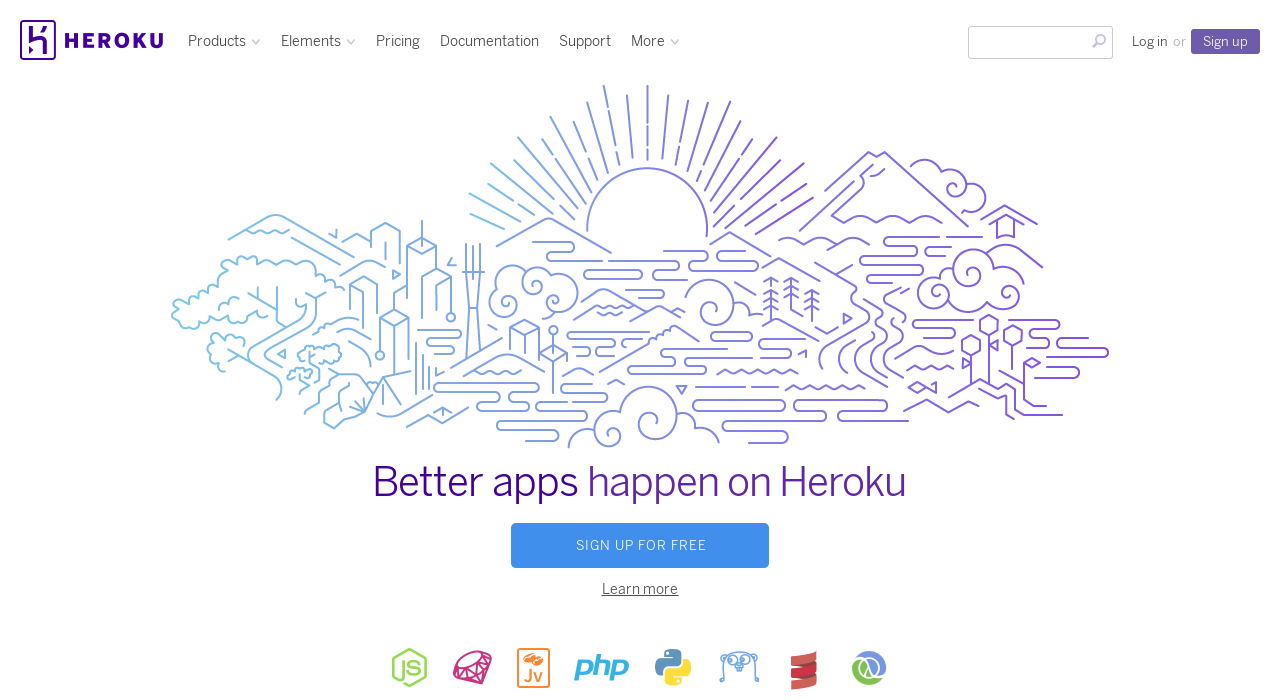 HEROKU Products Elements Pricing Documentation Support More Log in or Sign up
Better apps happen on Heroku
SIGN UP FOR FREE
Learn more
JS Jv php